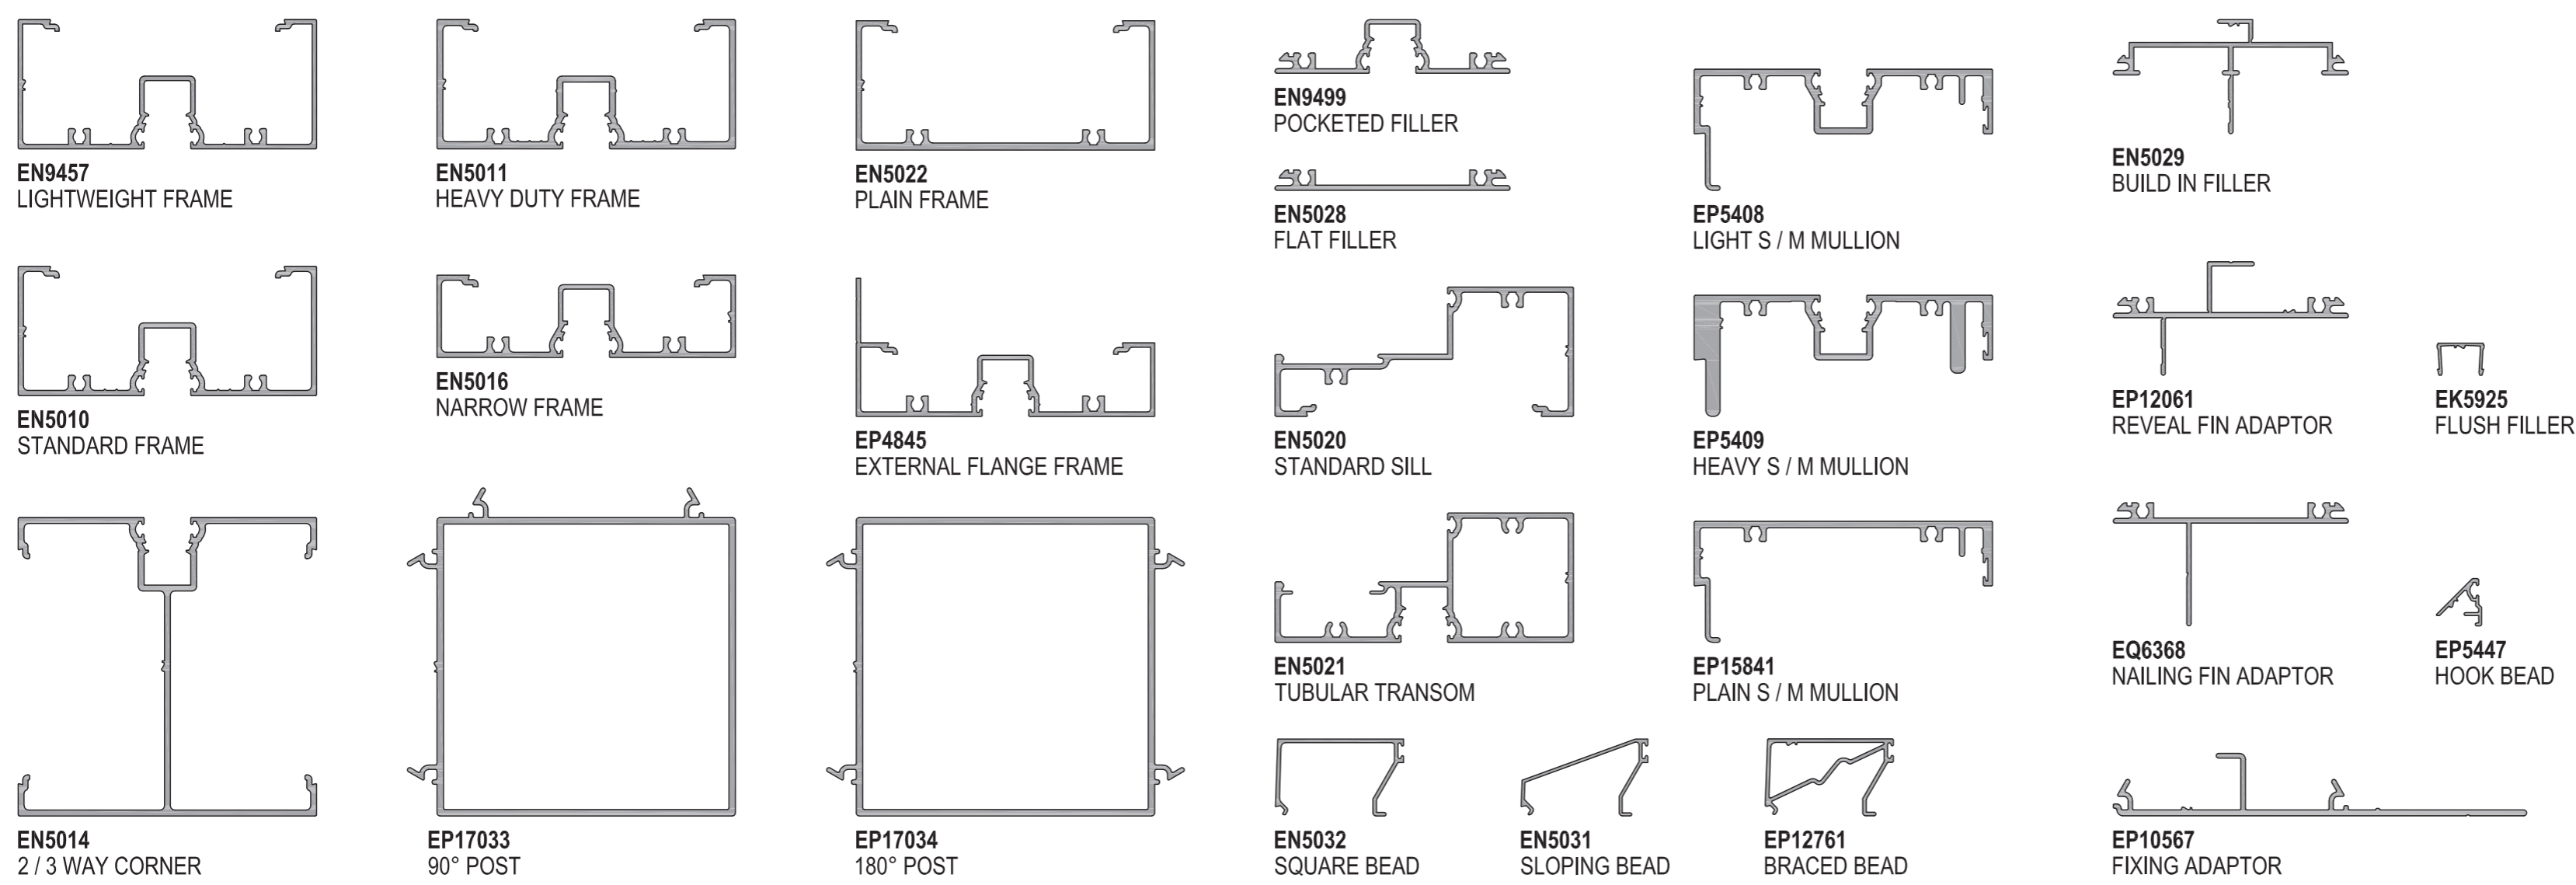 EN9457
LIGHTWEIGHT FRAME
EN5011
HEAVY DUTY FRAME
EN5022
PLAIN FRAME
EN9499
POCKETED FILLER
EN5028
FLAT FILLER
EP5408
LIGHT S / M MULLION
EN5029
BUILD IN FILLER
EN5010
STANDARD FRAME
EN5016
NARROW FRAME
EP4845
EXTERNAL FLANGE FRAME
EN5020
STANDARD SILL
EP5409
HEAVY S / M MULLION
EP12061
REVEAL FIN ADAPTOR
EK5925
FLUSH FILLER
EN5014
2 / 3 WAY CORNER
EP17033
90° POST
EP17034
180° POST
EN5021
TUBULAR TRANSOM
EP15841
PLAIN S / M MULLION
EQ6368
NAILING FIN ADAPTOR
EP5447
HOOK BEAD
EN5032
SQUARE BEAD
EN5031
SLOPING BEAD
EP12761
BRACED BEAD
EP10567
FIXING ADAPTOR